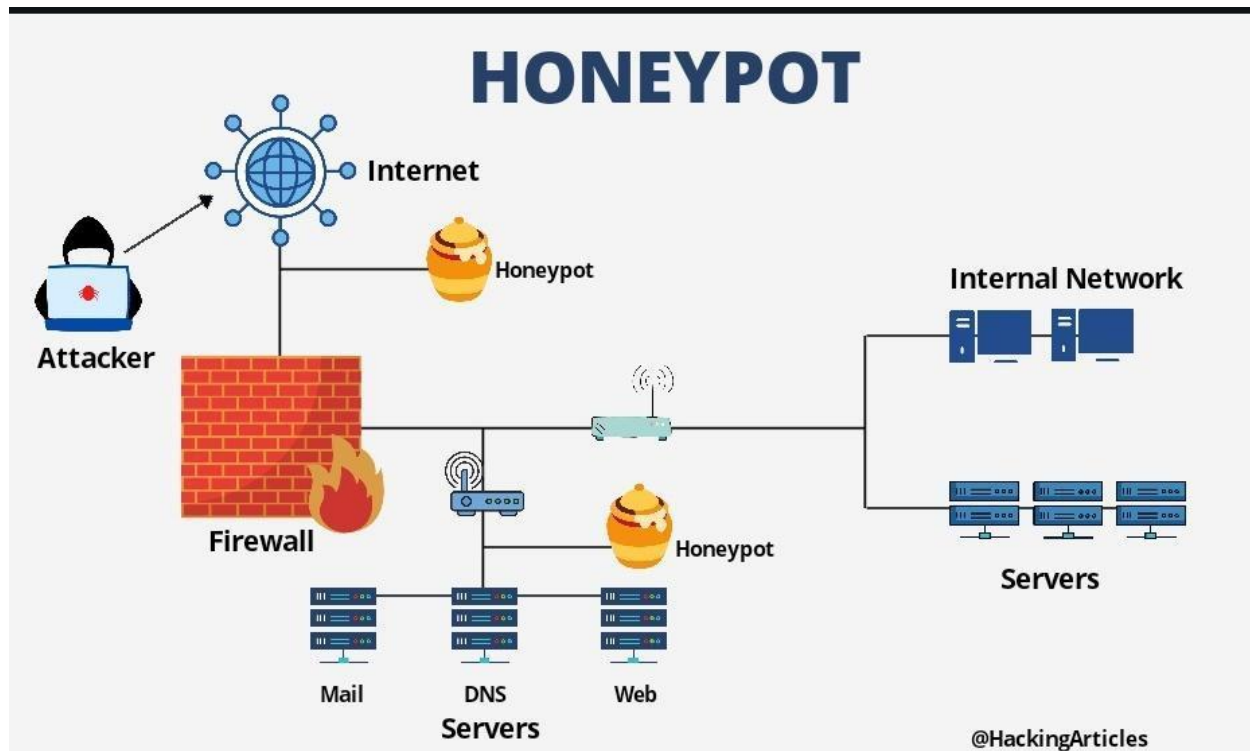 HONEYPOT
Internet
Honeypot
Attacker
Internal Network
Firewall
Honeypot
Servers
Mail
DNS
Web
Servers
@HackingArticles